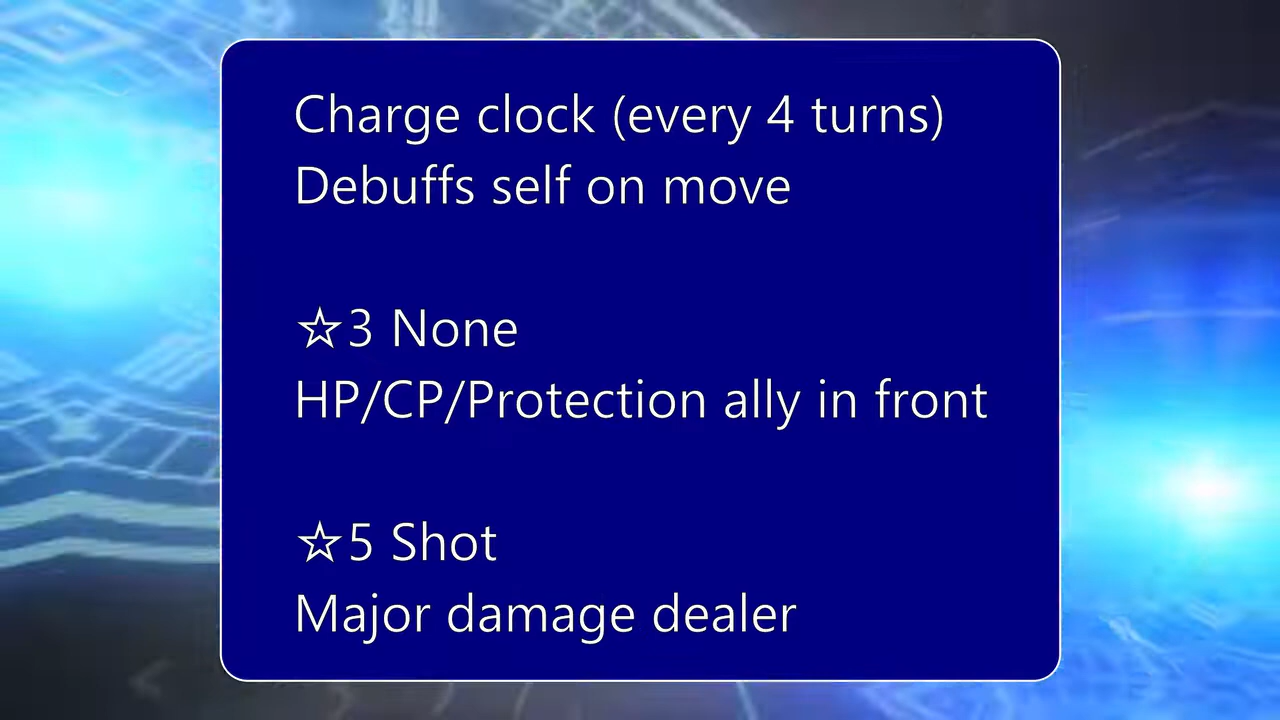 Charge clock (every 4 turns)
Debuffs self on move
☆3 None
HP/CP/Protection ally in front
☆5 Shot
Major damage dealer